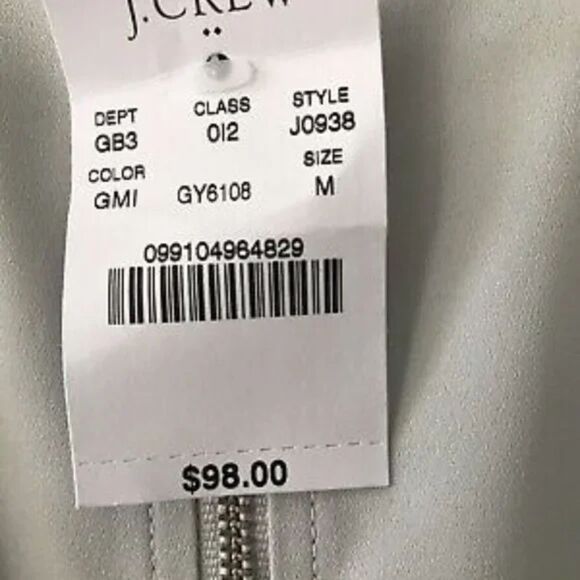 J.CREW
DEPT CLASS STYLE
GB3 012 J0938
COLOR SIZE
GMI GY6108 M
099104964829
$98.00